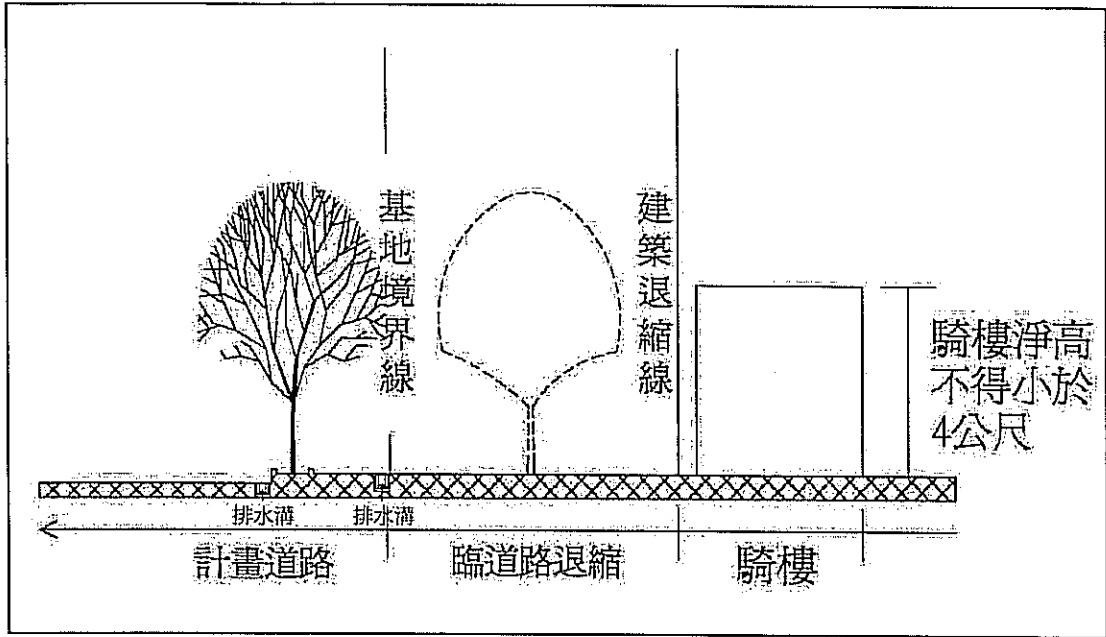 基地境界線
建築退縮線
騎樓淨高
不得小於
4公尺
排水溝
排水溝
計畫道路
臨道路退縮
騎樓